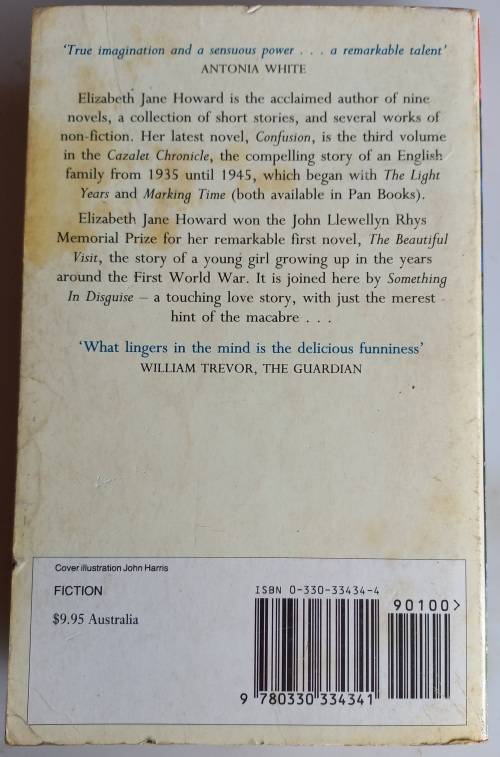 ‘True imagination and a sensuous power . . . a remarkable talent’
ANTONIA WHITE
Elizabeth Jane Howard is the acclaimed author of nine
novels, a collection of short stories, and several works of
non-fiction. Her latest novel, Confusion, is the third volume
in the Cazalet Chronicle, the compelling story of an English
family from 1935 until 1945, which began with The Light
Years and Marking Time (both available in Pan Books).
Elizabeth Jane Howard won the John Llewellyn Rhys
Memorial Prize for her remarkable first novel, The Beautiful
Visit, the story of a young girl growing up in the years
around the First World War. It is joined here by Something
In Disguise – a touching love story, with just the merest
hint of the macabre . . .
‘What lingers in the mind is the delicious funniness’
WILLIAM TREVOR, THE GUARDIAN
Cover illustration John Harris
FICTION
$9.95 Australia
ISBN 0-330-33434-4
90100>
9 780330 334341